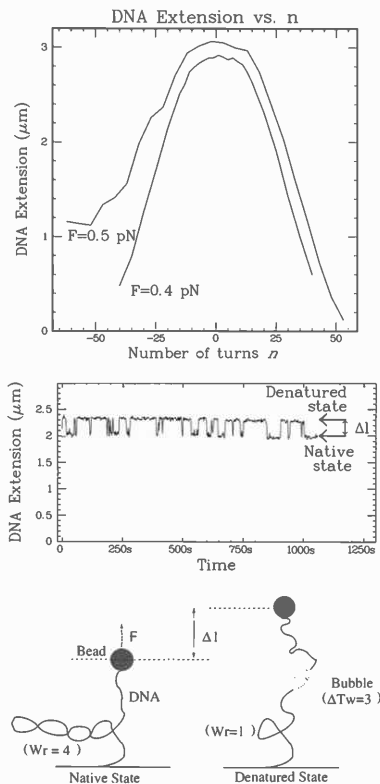 DNA Extension vs. n
DNA Extension (μm)
3
2
1
0
F=0.5 pN
F=0.4 pN
-50
-25
0
25
50
Number of turns n
DNA Extension (μm)
2.5
2
1.5
1
0.5
0
Denatured
state
Δl
Native
state
0
250s
500s
750s
1000s
1250s
Time
F
Bead
Δl
DNA
(Wr=4)
Native State
Bubble
(ΔTw=3)
(Wr=1)
Denatured State